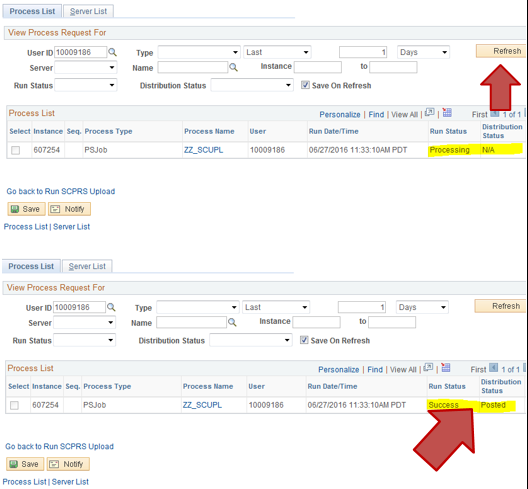 Process List Server List
View Process Request For
User ID 10009186 Type Last 1 Days Refresh
Server Name Instance to
Run Status Distribution Status Save On Refresh
Process List Personalize | Find | View All | First 1 of 1
Select Instance Seq. Process Type Process Name User Run Date/Time Run Status Distribution Status
607254 PSJob ZZ_SCUPL 10009186 06/27/2016 11:33:10AM PDT Processing N/A
Go back to Run SCPRS Upload
Save Notify
Process List | Server List
Process List Server List
View Process Request For
User ID 10009186 Type Last 1 Days Refresh
Server Name Instance to
Run Status Distribution Status Save On Refresh
Process List Personalize | Find | View All | First 1 of 1
Select Instance Seq. Process Type Process Name User Run Date/Time Run Status Distribution Status
607254 PSJob ZZ_SCUPL 10009186 06/27/2016 11:33:10AM PDT Success Posted
Go back to Run SCPRS Upload
Save Notify
Process List | Server List